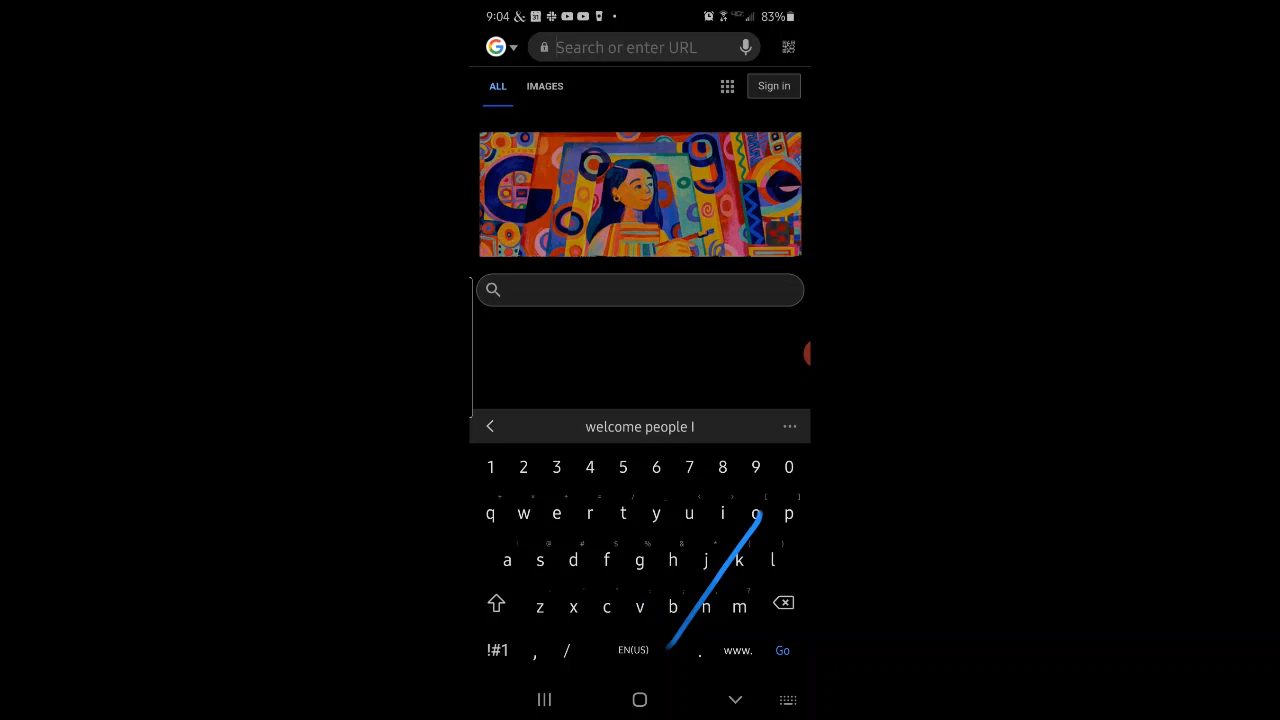 9:04 & 31 83%
G Search or enter URL
ALL IMAGES Sign in
welcome people I
1 2 3 4 5 6 7 8 9 0
q w e r t y u i o p
a s d f g h j k l
z x c v b n m
!#1 , / EN(US) . www. Go